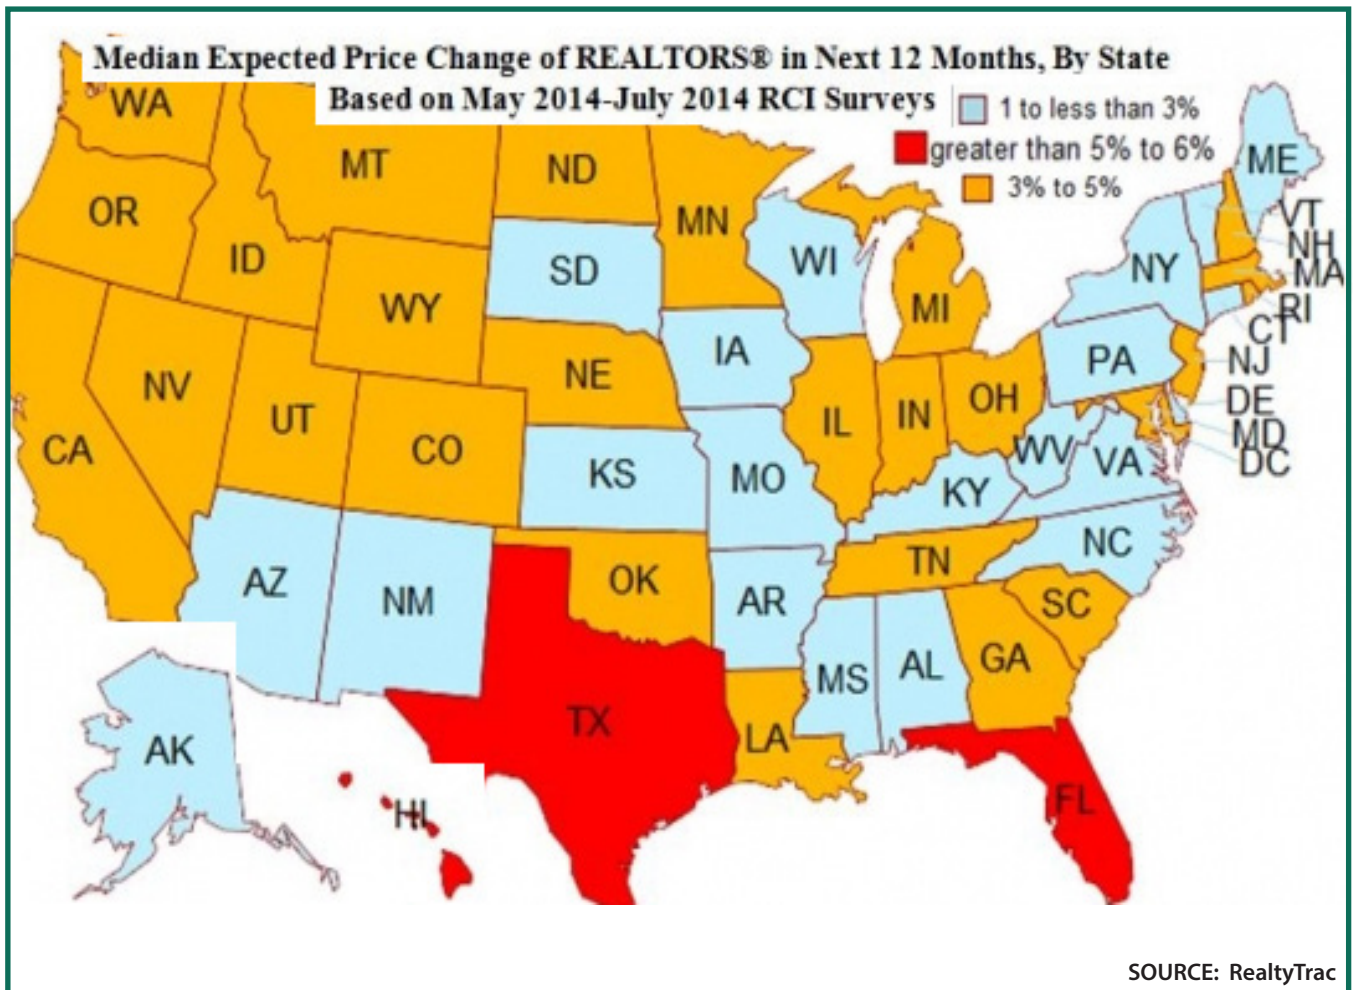 Median Expected Price Change of REALTORS® in Next 12 Months, By State
Based on May 2014-July 2014 RCI Surveys
1 to less than 3%
greater than 5% to 6%
3% to 5%
WA
MT
ND
MN
OR
ID
WY
SD
WI
MI
NY
ME
VT
NH
MA
RI
CT
NJ
DE
MD
DC
NV
UT
CO
NE
IA
IL
IN
OH
PA
CA
KS
MO
KY
WV
VA
AZ
NM
OK
AR
TN
NC
SC
MS
AL
GA
TX
LA
FL
AK
HI
SOURCE: RealtyTrac